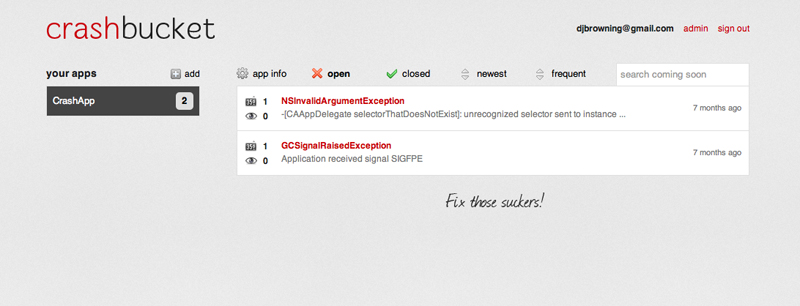 crashbucket
djbrowning@gmail.com admin sign out
your apps add
app info open closed newest frequent search coming soon
CrashApp 2
1 NSInvalidArgumentException
0 -[CAAppDelegate selectorThatDoesNotExist]: unrecognized selector sent to instance ...
7 months ago
1 GCSignalRaisedException
0 Application received signal SIGFPE
7 months ago
Fix those suckers!